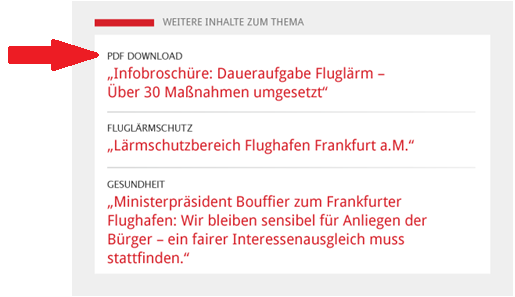 WEITERE INHALTE ZUM THEMA
PDF DOWNLOAD
„Infobroschüre: Daueraufgabe Fluglärm –
Über 30 Maßnahmen umgesetzt“
FLUGLÄRMSCHUTZ
„Lärmschutzbereich Flughafen Frankfurt a.M.“
GESUNDHEIT
„Ministerpräsident Bouffier zum Frankfurter
Flughafen: Wir bleiben sensibel für Anliegen der
Bürger – ein fairer Interessenausgleich muss
stattfinden.“